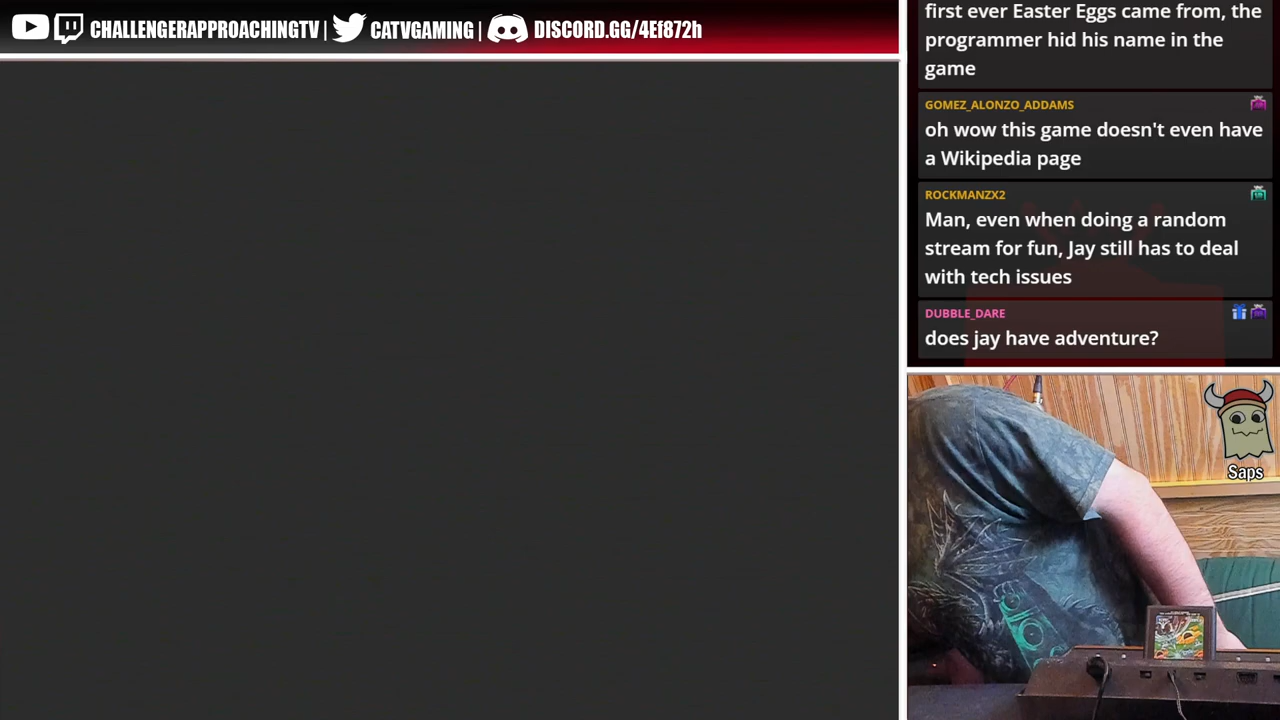 CHALLENGERAPPROACHINGTV | CATVGAMING | DISCORD.GG/4Ef872h
first ever Easter Eggs came from, the
programmer hid his name in the
game
GOMEZ_ALONZO_ADDAMS
oh wow this game doesn't even have
a Wikipedia page
ROCKMANZX2
Man, even when doing a random
stream for fun, Jay still has to deal
with tech issues
DUBBLE_DARE
does jay have adventure?
Saps